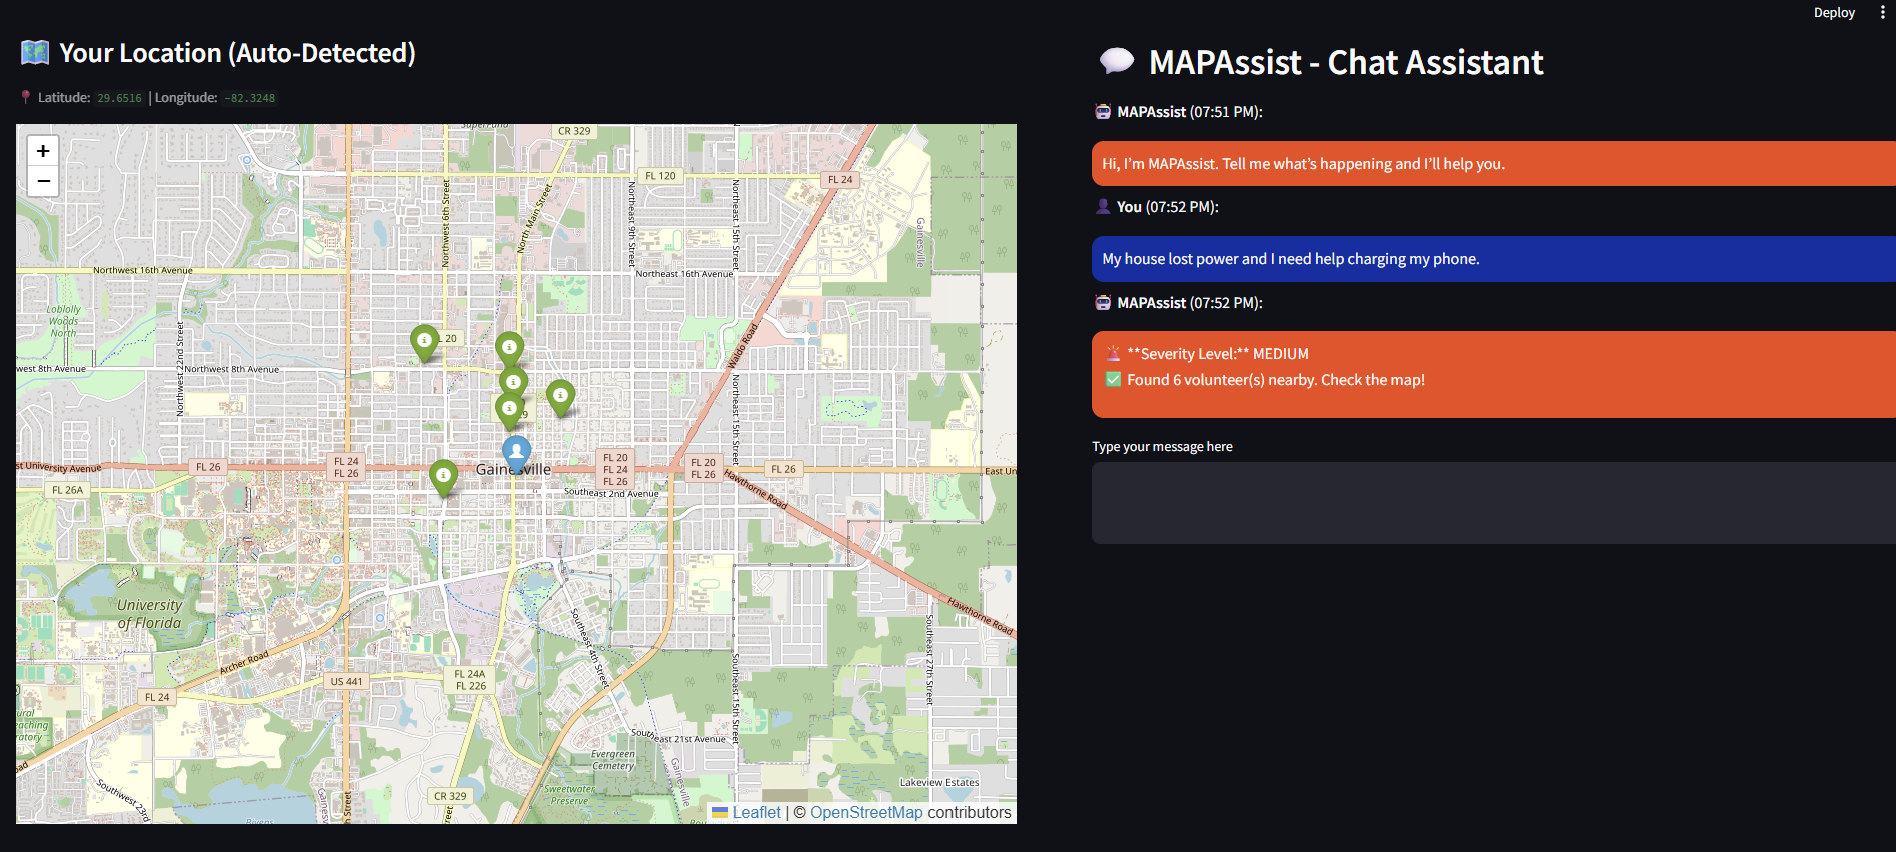 Deploy
Your Location (Auto-Detected)
Latitude: 29.6516 | Longitude: -82.3248
+
−
CR 329
FL 120
FL 24
Northwest 6th Street
North Main Street
Northeast 9th Street
Northeast 15th Street
Gainesville
Northwest 16th Avenue
Northeast 16th Avenue
Loblolly
Woods
North
Northwest 22nd Street
west 8th Avenue
Northwest 8th Avenue
L 20
Waldo Road
Northeast 15th Street
29
st University Avenue
FL 26
FL 24
FL 26
Gainesville
FL 20
FL 24
FL 26
FL 20
FL 26
FL 26
East Un
FL 26A
Southeast 2nd Avenue
Hawthorne Road
University
of Florida
Hawthorne Road
Archer Road
Southeast 4th Street
Southeast 15th Street
Southeast 27th Street
FL 24
US 441
FL 24A
FL 226
Southeast 21st Avenue
Evergreen
Cemetery
Gainesville
Sweetwater
Preserve
Lakeview Estates
Southwest 23rd
CR 329
Leaflet | © OpenStreetMap contributors
MAPAssist - Chat Assistant
MAPAssist (07:51 PM):
Hi, I’m MAPAssist. Tell me what’s happening and I’ll help you.
You (07:52 PM):
My house lost power and I need help charging my phone.
MAPAssist (07:52 PM):
**Severity Level:** MEDIUM
Found 6 volunteer(s) nearby. Check the map!
Type your message here